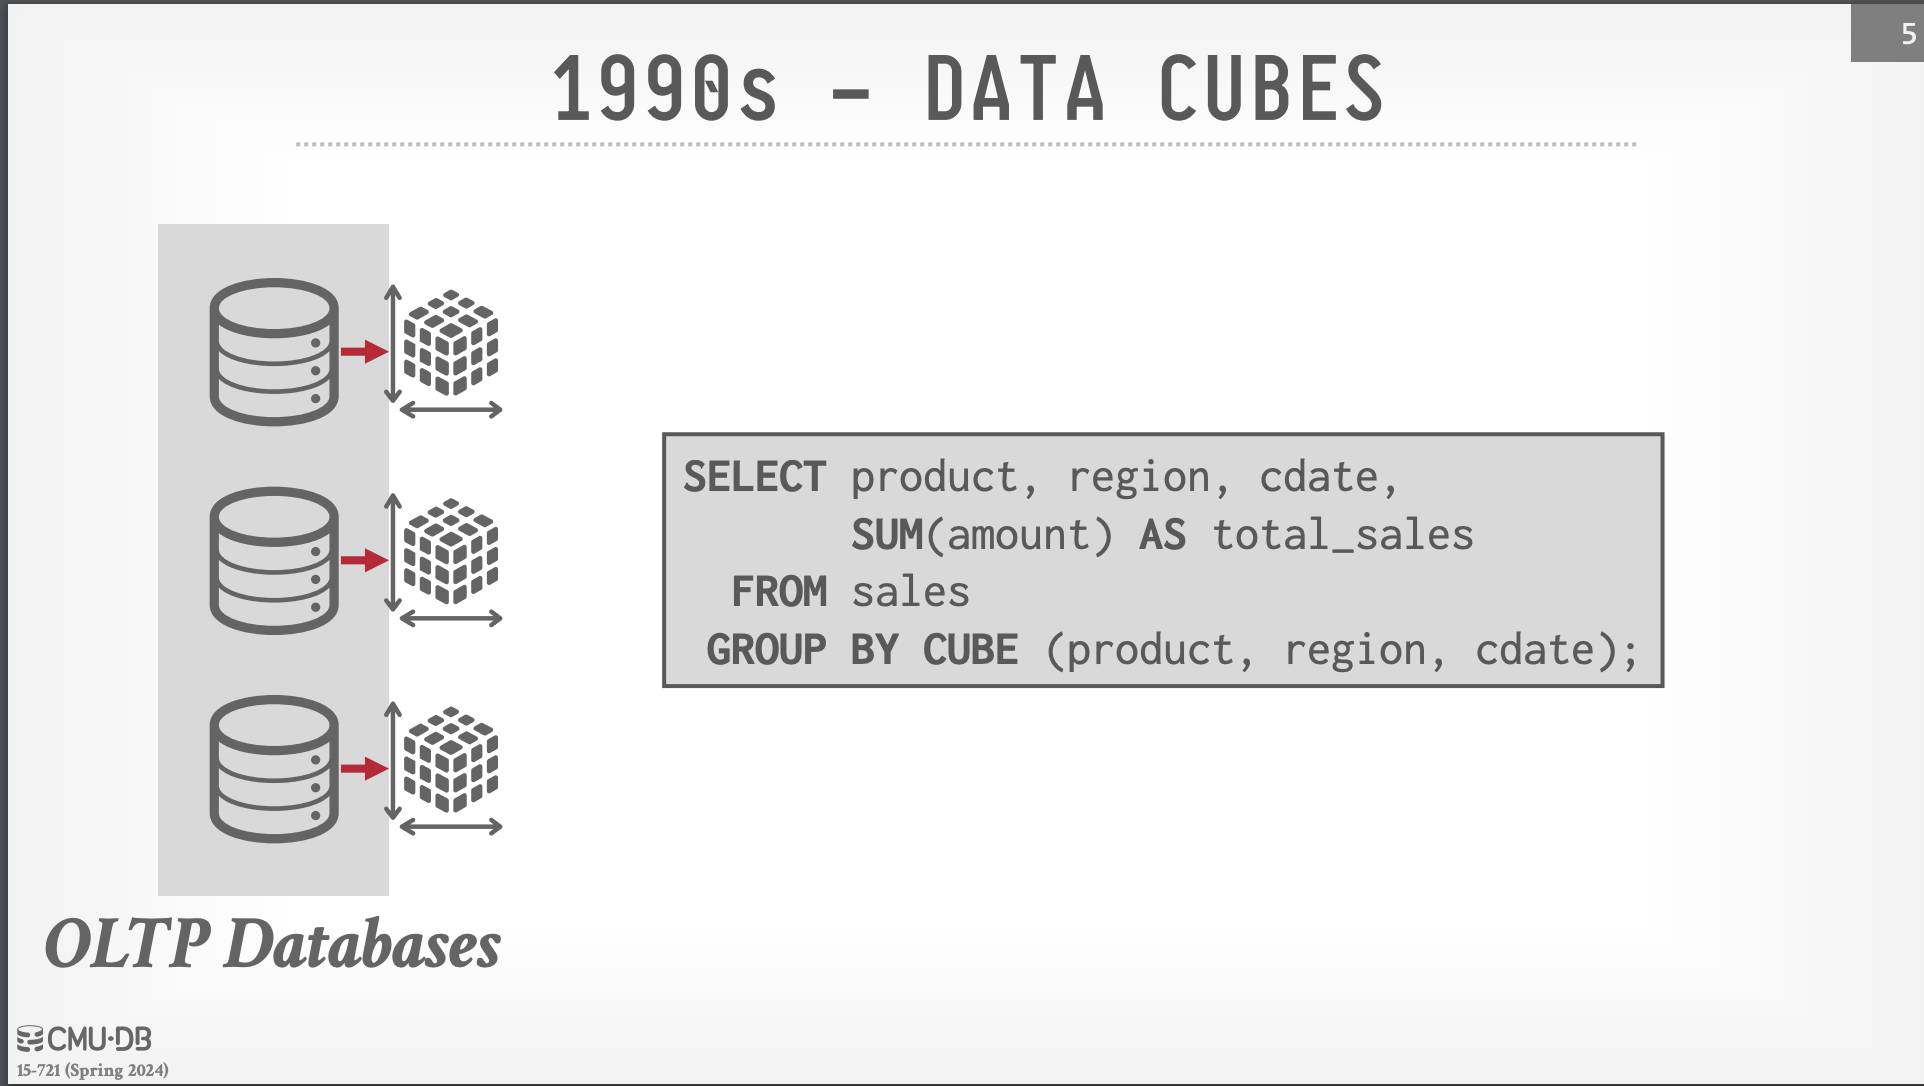 5
1990s – DATA CUBES
SELECT product, region, cdate,
SUM(amount) AS total_sales
FROM sales
GROUP BY CUBE (product, region, cdate);
OLTP Databases
CMU·DB
15-721 (Spring 2024)